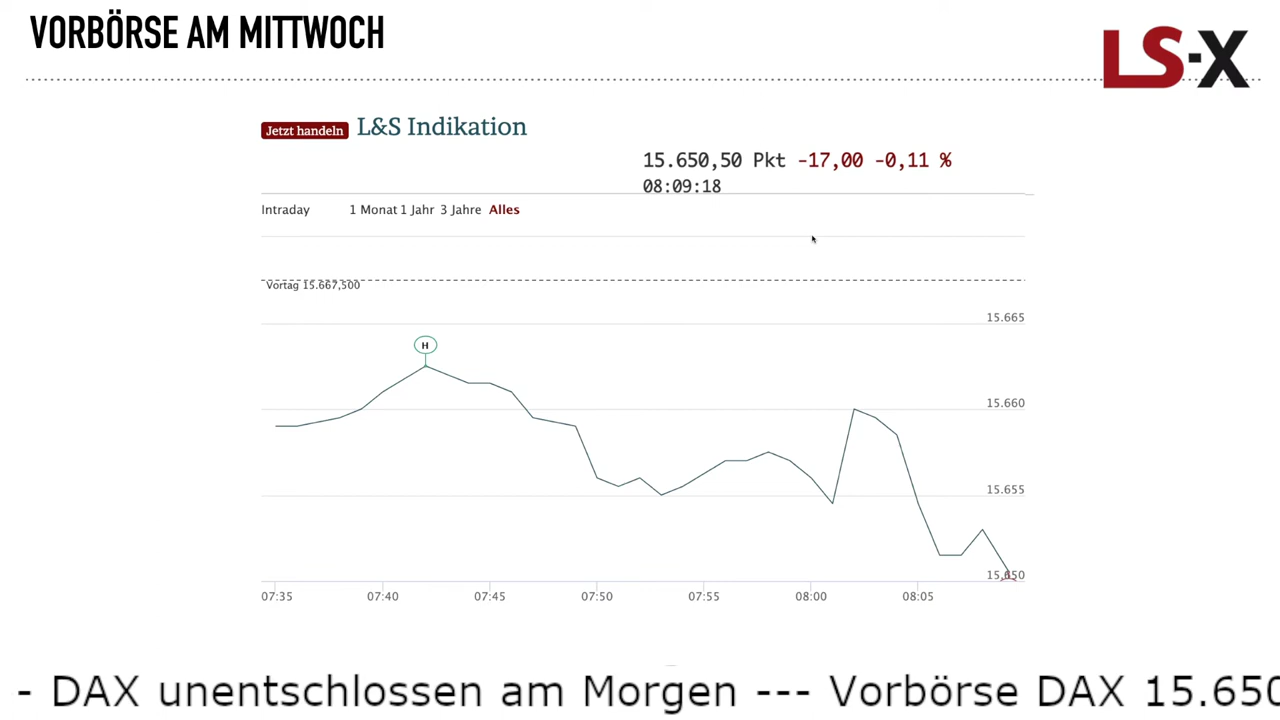 VORBÖRSE AM MITTWOCH
LS-X
Jetzt handeln L&S Indikation
15.650,50 Pkt -17,00 -0,11 %
08:09:18
Intraday 1 Monat 1 Jahr 3 Jahre Alles
Vortag 15.667,500
15.665
H
15.660
15.655
15.650
07:35 07:40 07:45 07:50 07:55 08:00 08:05
- DAX unentschlossen am Morgen --- Vorbörse DAX 15.650